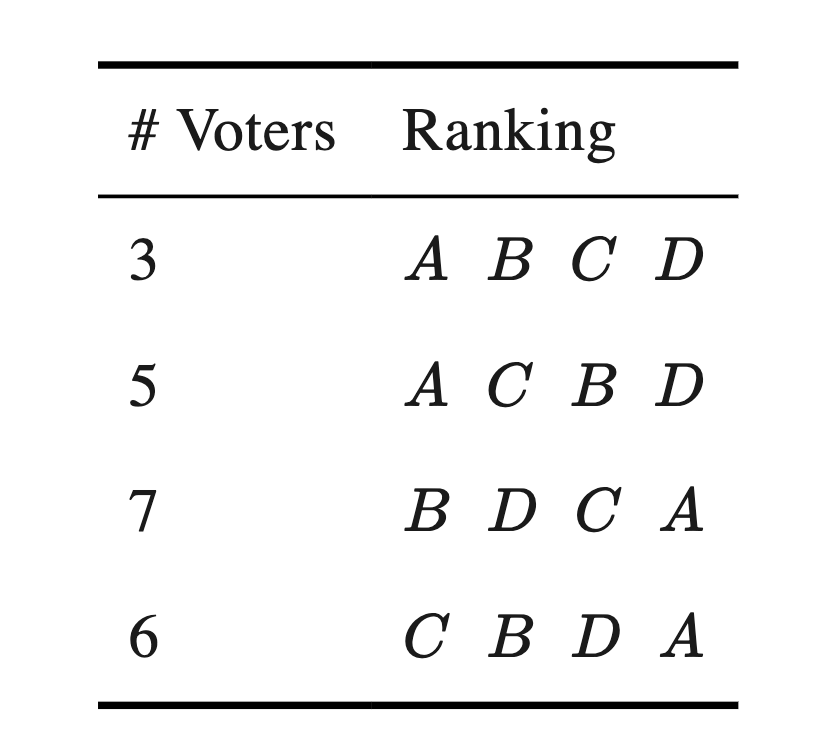 # Voters Ranking
3 A B C D
5 A C B D
7 B D C A
6 C B D A